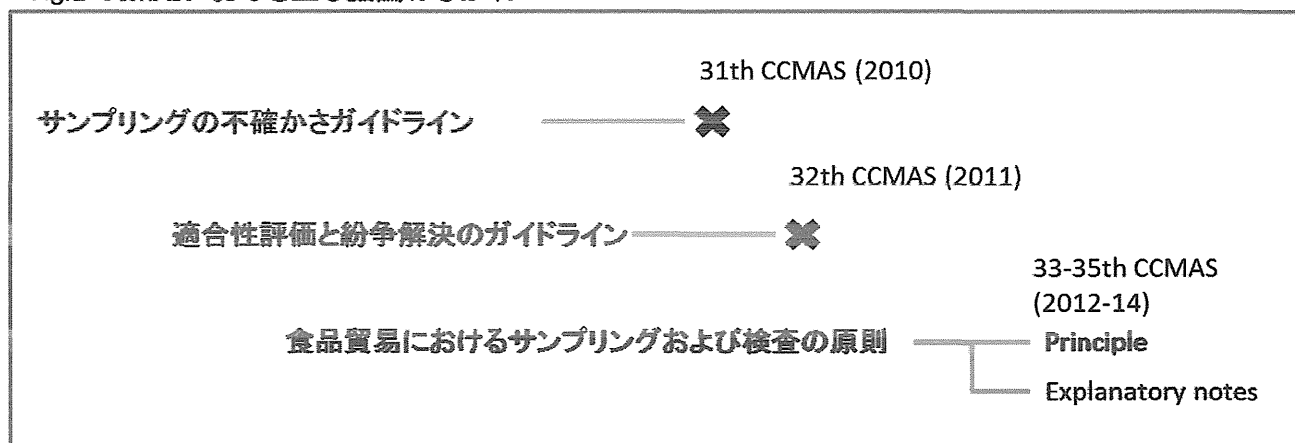 31th CCMAS (2010)
サンプリングの不確かさガイドライン
32th CCMAS (2011)
適合性評価と紛争解決のガイドライン
33-35th CCMAS
(2012-14)
食品貿易におけるサンプリングおよび検査の原則
Principle
Explanatory notes